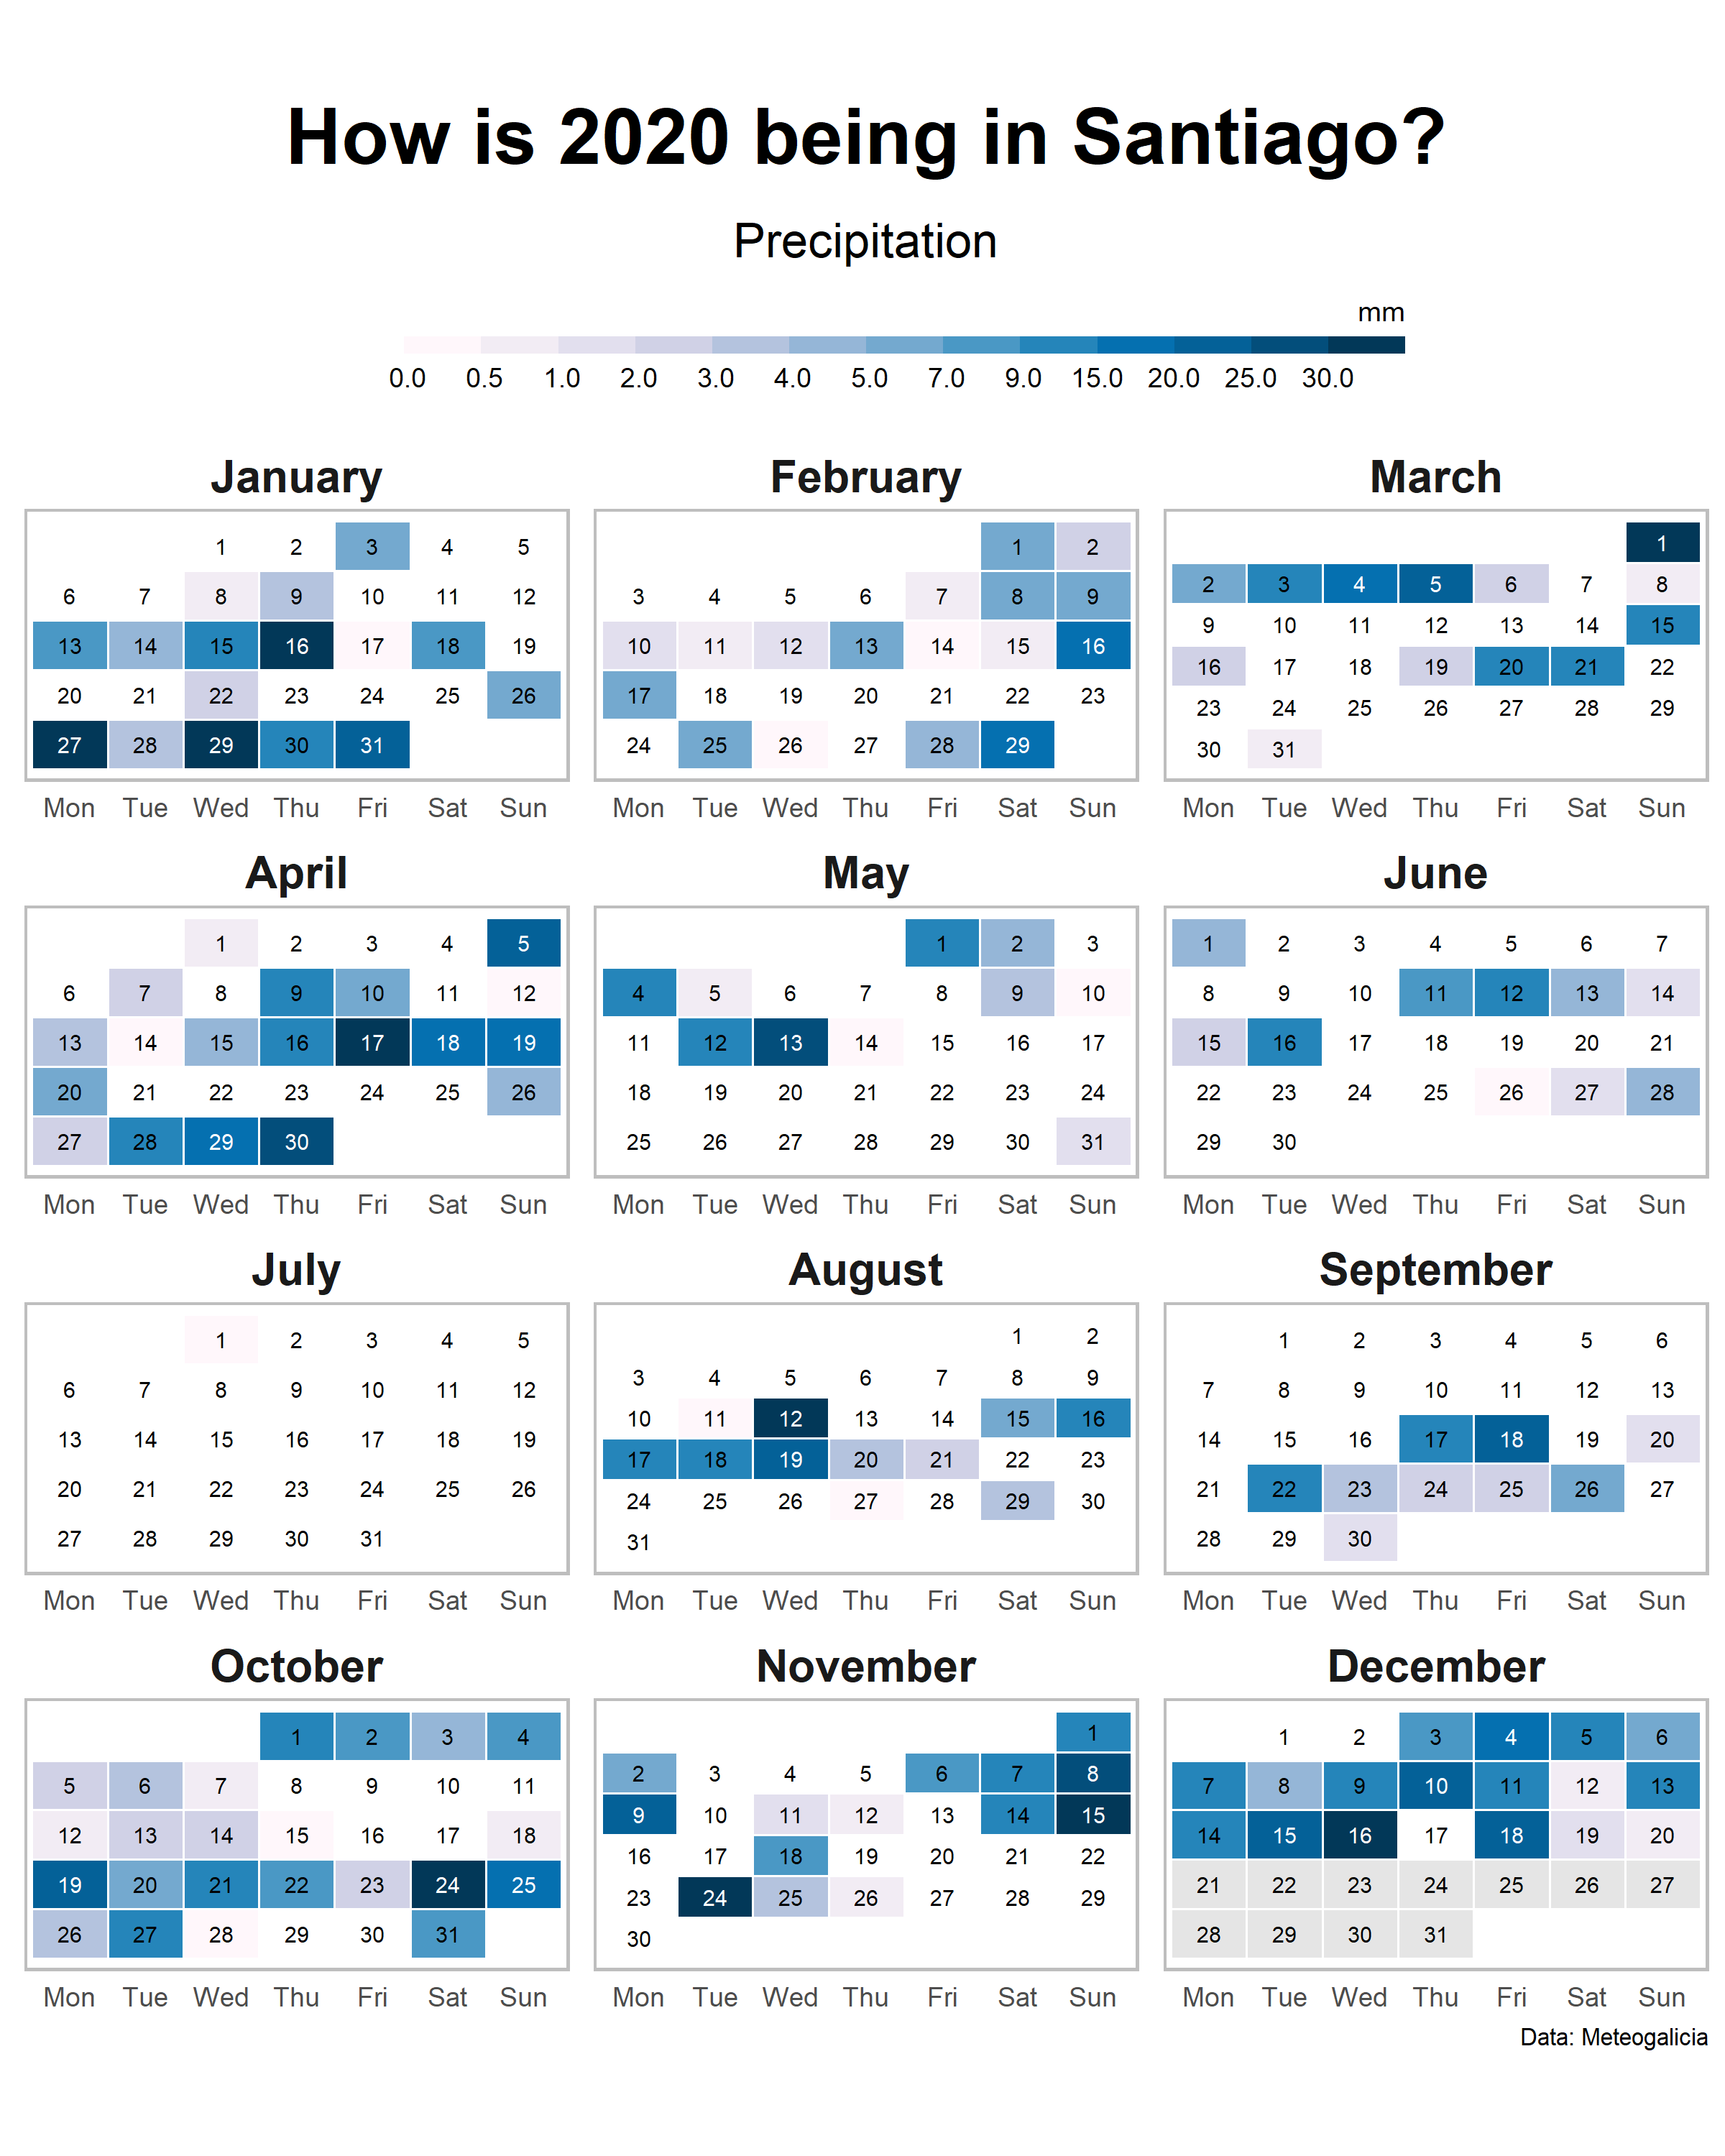 How is 2020 being in Santiago?
Precipitation
mm
0.0 0.5 1.0 2.0 3.0 4.0 5.0 7.0 9.0 15.0 20.0 25.0 30.0
January
1 2 3 4 5
6 7 8 9 10 11 12
13 14 15 16 17 18 19
20 21 22 23 24 25 26
27 28 29 30 31
Mon Tue Wed Thu Fri Sat Sun
February
1 2
3 4 5 6 7 8 9
10 11 12 13 14 15 16
17 18 19 20 21 22 23
24 25 26 27 28 29
Mon Tue Wed Thu Fri Sat Sun
March
1
2 3 4 5 6 7 8
9 10 11 12 13 14 15
16 17 18 19 20 21 22
23 24 25 26 27 28 29
30 31
Mon Tue Wed Thu Fri Sat Sun
April
1 2 3 4 5
6 7 8 9 10 11 12
13 14 15 16 17 18 19
20 21 22 23 24 25 26
27 28 29 30
Mon Tue Wed Thu Fri Sat Sun
May
1 2 3
4 5 6 7 8 9 10
11 12 13 14 15 16 17
18 19 20 21 22 23 24
25 26 27 28 29 30 31
Mon Tue Wed Thu Fri Sat Sun
June
1 2 3 4 5 6 7
8 9 10 11 12 13 14
15 16 17 18 19 20 21
22 23 24 25 26 27 28
29 30
Mon Tue Wed Thu Fri Sat Sun
July
1 2 3 4 5
6 7 8 9 10 11 12
13 14 15 16 17 18 19
20 21 22 23 24 25 26
27 28 29 30 31
Mon Tue Wed Thu Fri Sat Sun
August
1 2
3 4 5 6 7 8 9
10 11 12 13 14 15 16
17 18 19 20 21 22 23
24 25 26 27 28 29 30
31
Mon Tue Wed Thu Fri Sat Sun
September
1 2 3 4 5 6
7 8 9 10 11 12 13
14 15 16 17 18 19 20
21 22 23 24 25 26 27
28 29 30
Mon Tue Wed Thu Fri Sat Sun
October
1 2 3 4
5 6 7 8 9 10 11
12 13 14 15 16 17 18
19 20 21 22 23 24 25
26 27 28 29 30 31
Mon Tue Wed Thu Fri Sat Sun
November
1
2 3 4 5 6 7 8
9 10 11 12 13 14 15
16 17 18 19 20 21 22
23 24 25 26 27 28 29
30
Mon Tue Wed Thu Fri Sat Sun
December
1 2 3 4 5 6
7 8 9 10 11 12 13
14 15 16 17 18 19 20
21 22 23 24 25 26 27
28 29 30 31
Mon Tue Wed Thu Fri Sat Sun
Data: Meteogalicia